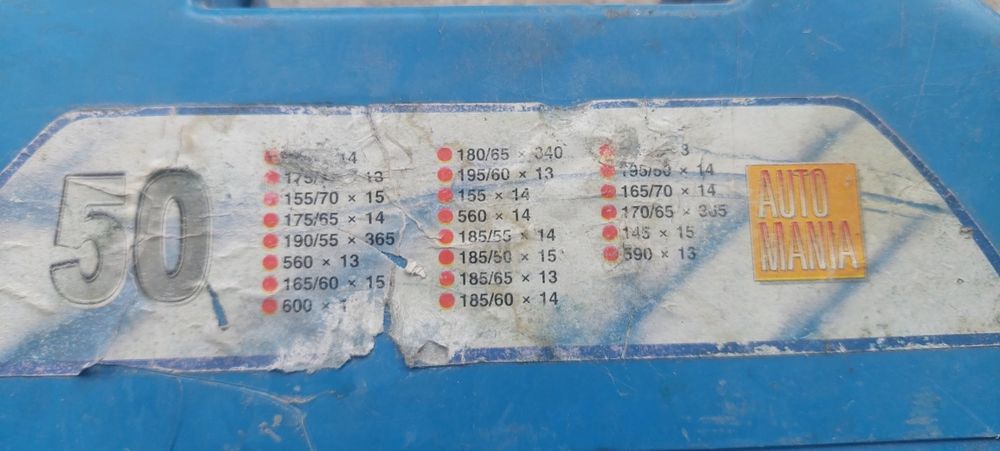 50
14
13
155/70 × 15
175/65 × 14
190/55 × 365
560 × 13
165/60 × 15
600 ×
180/65 × 340
195/60 × 13
155 × 14
560 × 14
185/55 × 14
185/50 × 15
185/65 × 13
185/60 × 14
3
195/50 × 14
165/70 × 14
170/65 × 365
145 × 15
590 × 13
AUTO
MANIA